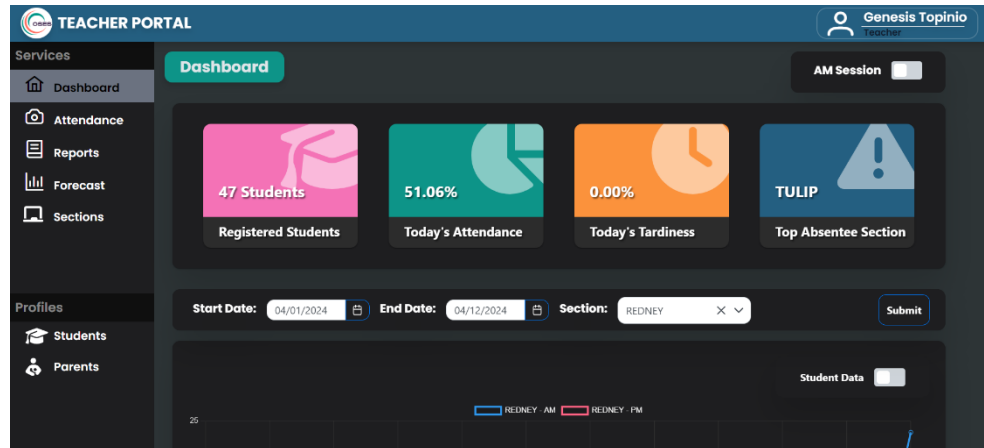 OSES
TEACHER PORTAL
Genesis Topinio
Teacher
Services
Dashboard
Attendance
Reports
Forecast
Sections
Profiles
Students
Parents
Dashboard
AM Session
47 Students
Registered Students
51.06%
Today's Attendance
0.00%
Today's Tardiness
TULIP
Top Absentee Section
Start Date: 04/01/2024 End Date: 04/12/2024 Section: REDNEY Submit
Student Data
REDNEY - AM REDNEY - PM
25